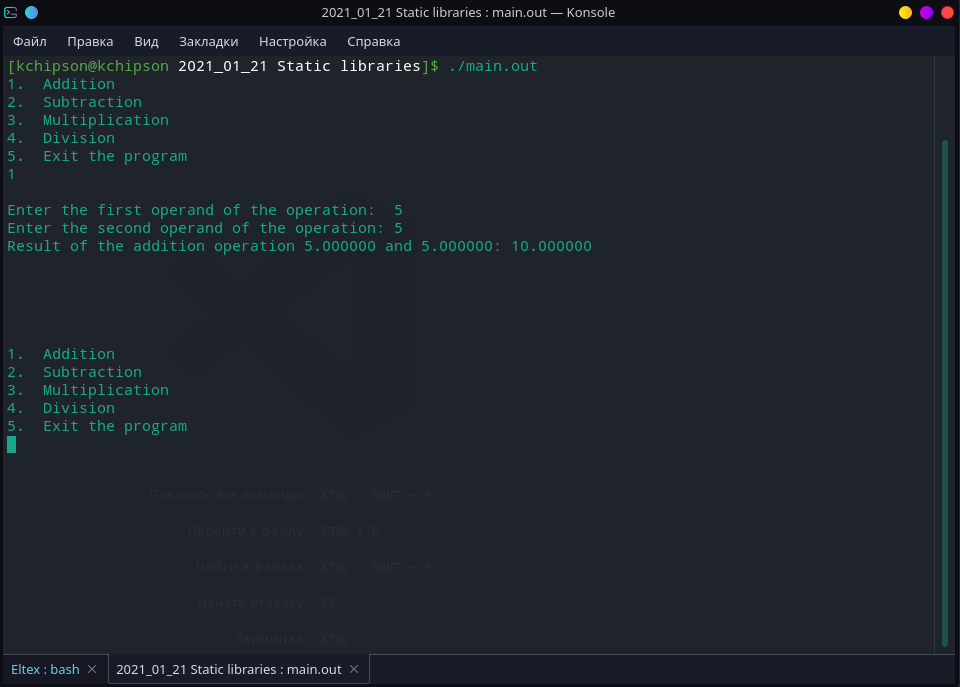 2021_01_21 Static libraries : main.out — Konsole
Файл Правка Вид Закладки Настройка Справка
[kchipson@kchipson 2021_01_21 Static libraries]$ ./main.out
1. Addition
2. Subtraction
3. Multiplication
4. Division
5. Exit the program
1
Enter the first operand of the operation: 5
Enter the second operand of the operation: 5
Result of the addition operation 5.000000 and 5.000000: 10.000000
1. Addition
2. Subtraction
3. Multiplication
4. Division
5. Exit the program
Показать все команды CTRL + SHIFT + P
Перейти к файлу CTRL + P
Найти в файлах CTRL + SHIFT + F
Начать отладку F5
Терминал CTRL +
Eltex : bash 2021_01_21 Static libraries : main.out